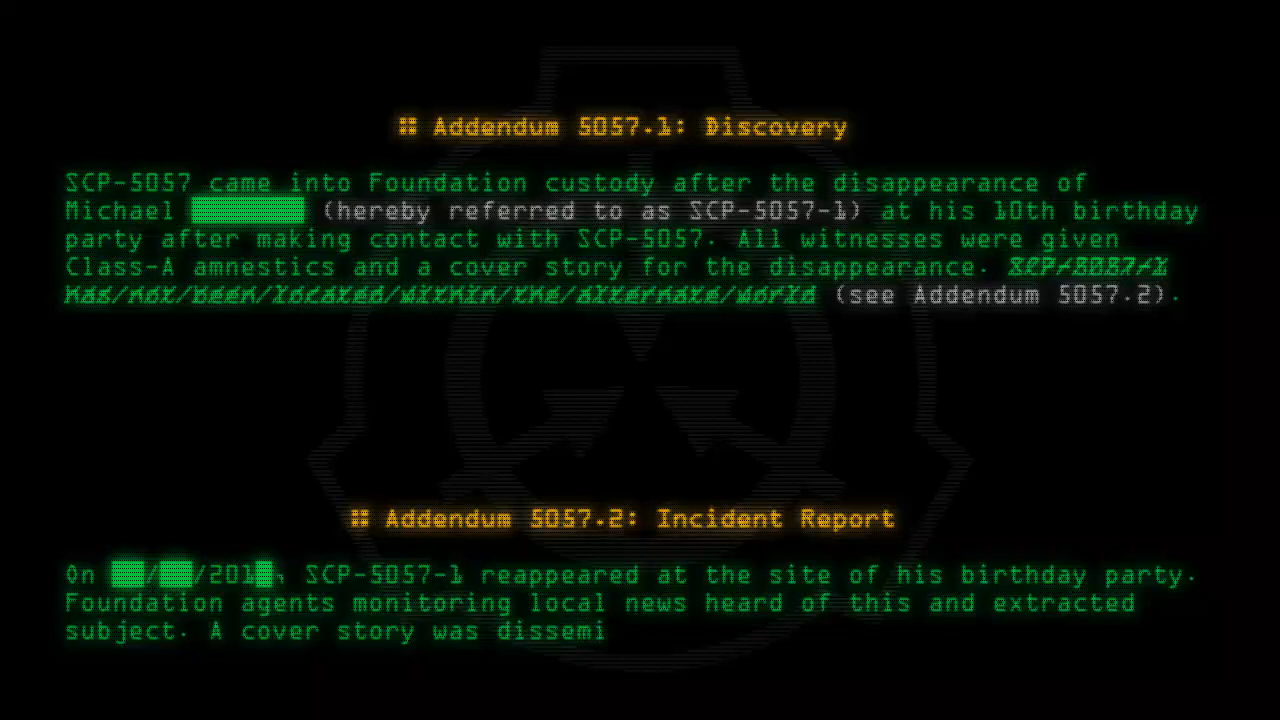 :: Addendum 5057.1: Discovery
SCP-5057 came into Foundation custody after the disappearance of
Michael ███████ (hereby referred to as SCP-5057-1) at his 10th birthday
party after making contact with SCP-5057. All witnesses were given
Class-A amnestics and a cover story for the disappearance. SCP-5057-1
has/not/been/located/within/the/alternate/world (see Addendum 5057.2).
:: Addendum 5057.2: Incident Report
On ██/██/201█, SCP-5057-1 reappeared at the site of his birthday party.
Foundation agents monitoring local news heard of this and extracted
subject. A cover story was dissemi